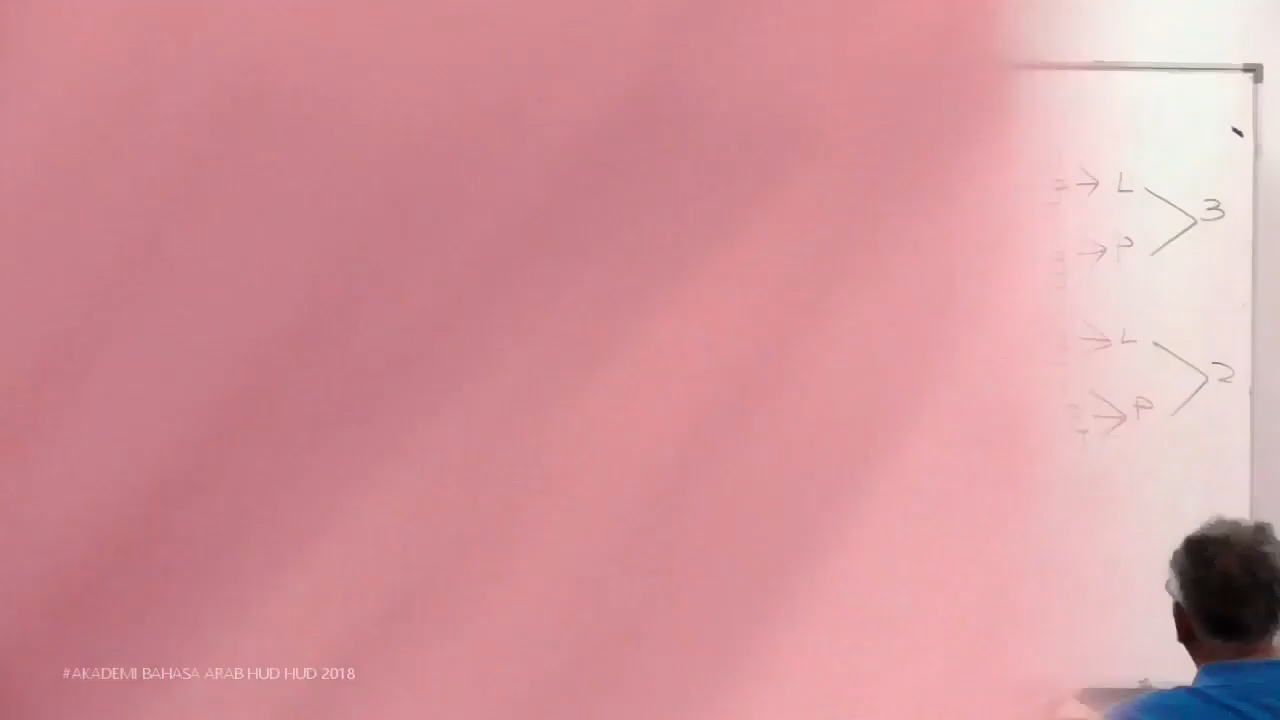 → L
3
→ P
→ L
2
→ P
#AKADEMI BAHASA ARAB HUD HUD 2018